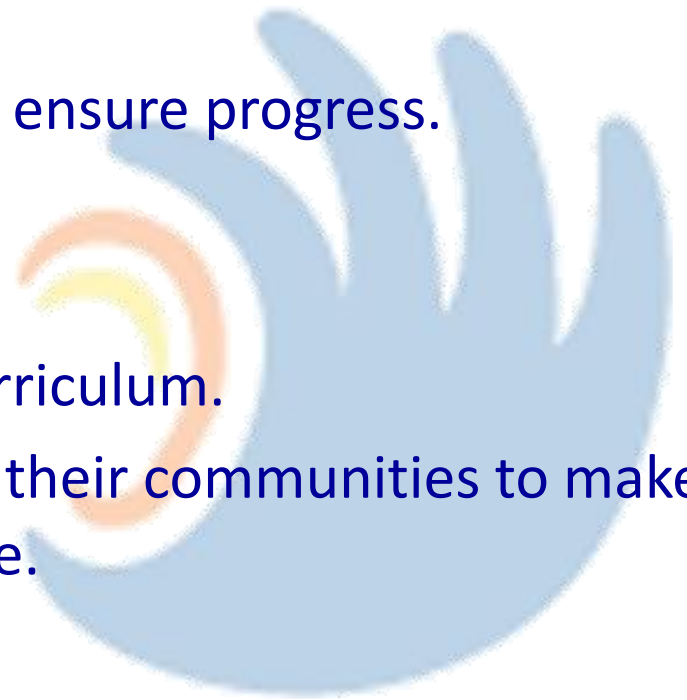 ensure progress.
rriculum.
their communities to make
e.